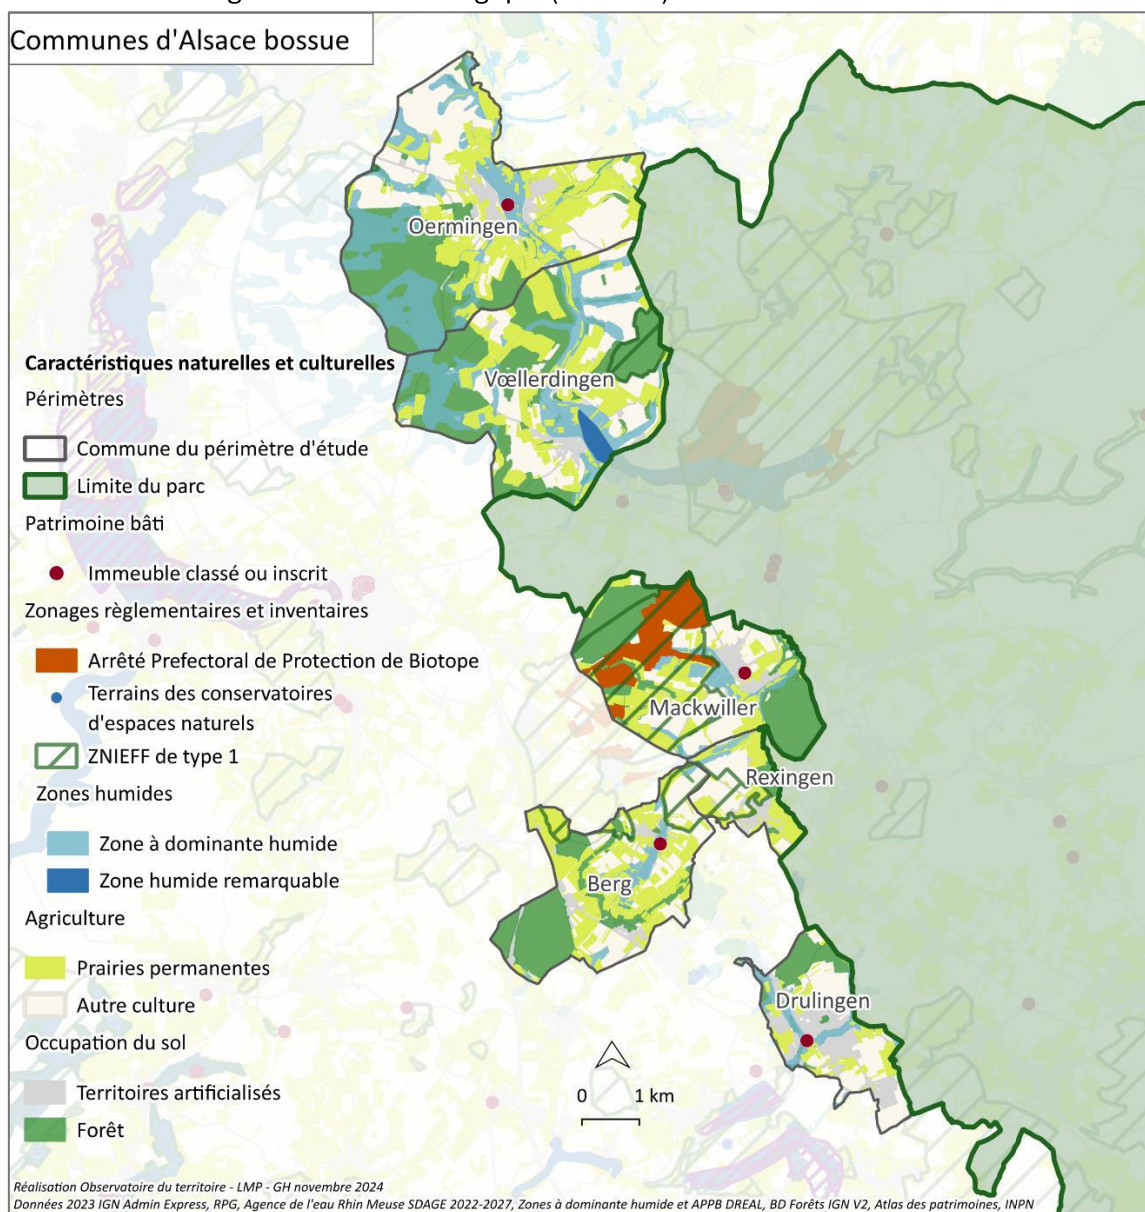 Communes d'Alsace bossue
Oermingen
Vœllerdingen
Mackwiller
Rexingen
Berg
Drulingen
Caractéristiques naturelles et culturelles
Périmètres
Commune du périmètre d'étude
Limite du parc
Patrimoine bâti
Immeuble classé ou inscrit
Zonages règlementaires et inventaires
Arrêté Prefectoral de Protection de Biotope
Terrains des conservatoires
d'espaces naturels
ZNIEFF de type 1
Zones humides
Zone à dominante humide
Zone humide remarquable
Agriculture
Prairies permanentes
Autre culture
Occupation du sol
Territoires artificialisés
Forêt
0 1 km
Réalisation Observatoire du territoire - LMP - GH novembre 2024
Données 2023 IGN Admin Express, RPG, Agence de l'eau Rhin Meuse SDAGE 2022-2027, Zones à dominante humide et APPB DREAL, BD Forêts IGN V2, Atlas des patrimoines, INPN